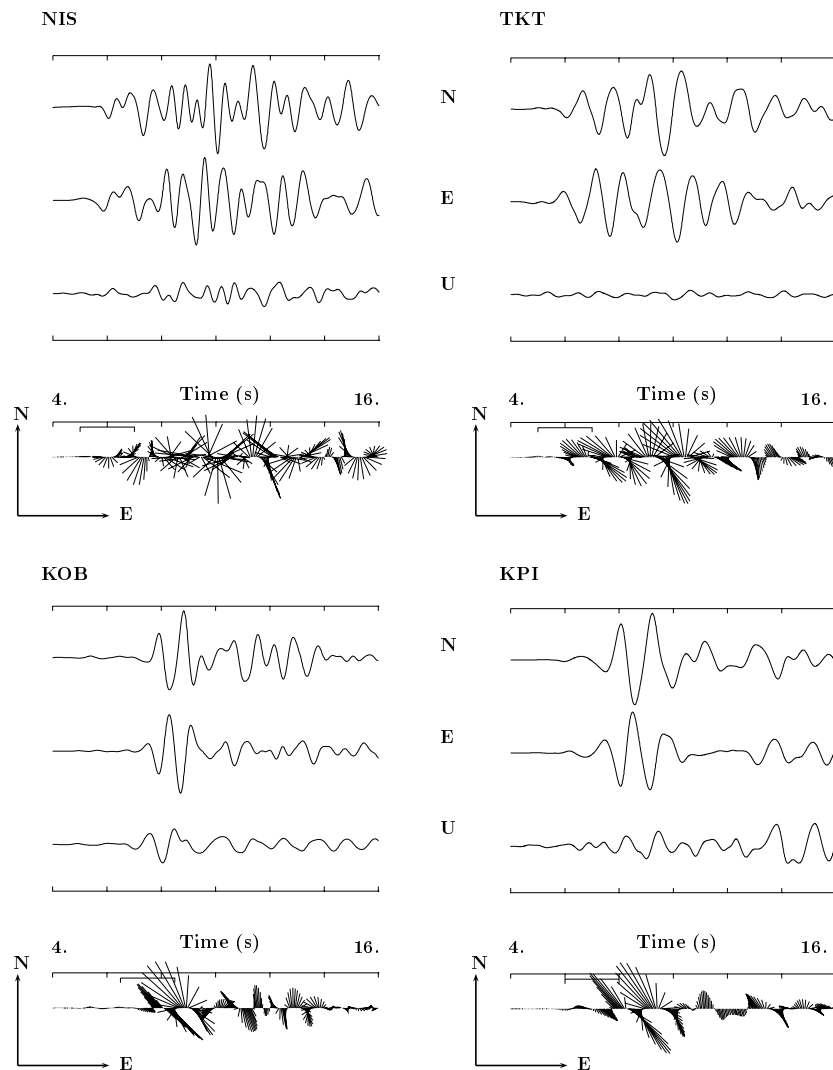 NIS
TKT
N
E
U
4.
Time (s)
16.
4.
Time (s)
16.
N
E
N
E
KOB
KPI
N
E
U
4.
Time (s)
16.
4.
Time (s)
16.
N
E
N
E